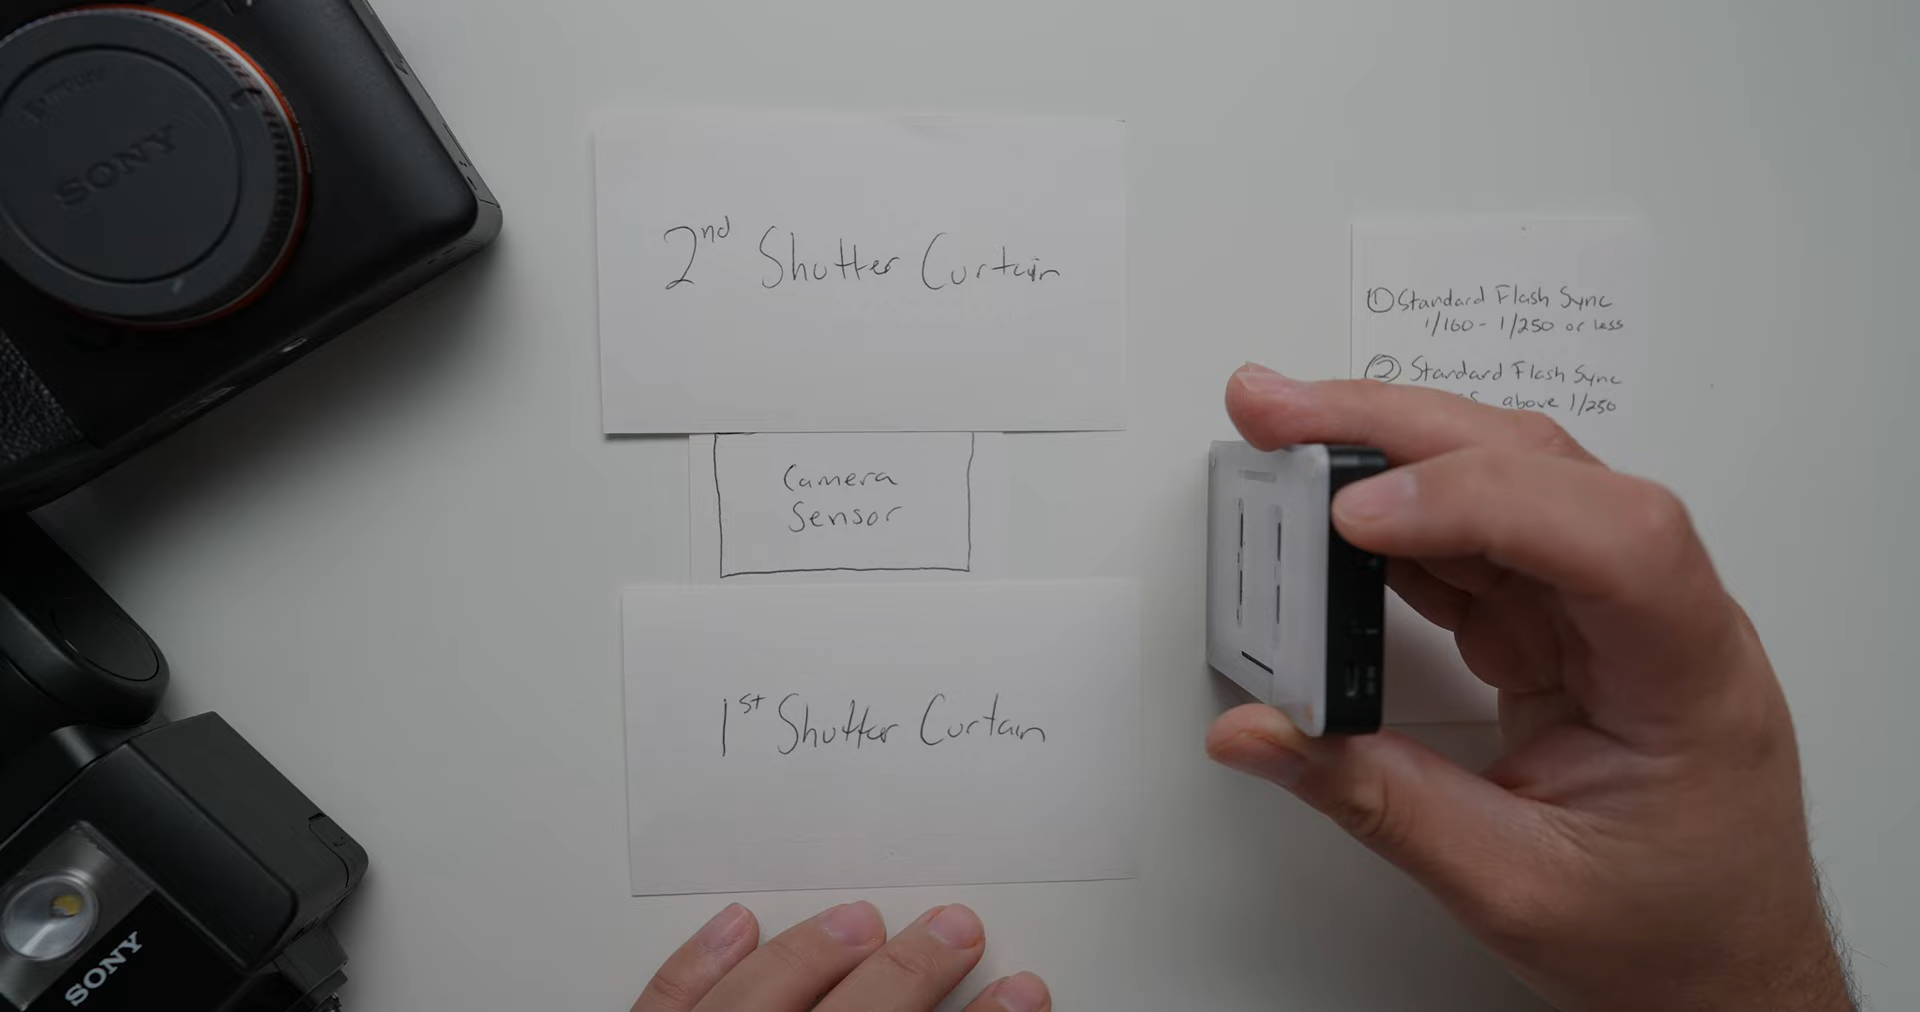 SONY
2nd Shutter Curtain
① Standard Flash Sync
1/160 - 1/250 or less
② Standard Flash Sync
above 1/250
Camera
Sensor
1st Shutter Curtain
SONY